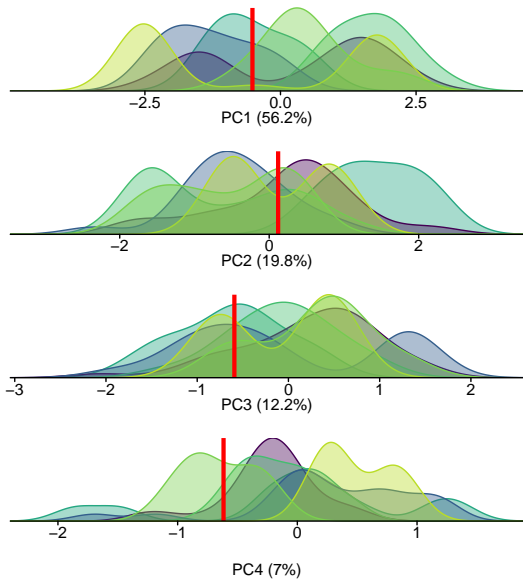 −2.5 0.0 2.5
PC1 (56.2%)
−2 0 2
PC2 (19.8%)
−3 −2 −1 0 1 2
PC3 (12.2%)
−2 −1 0 1
PC4 (7%)